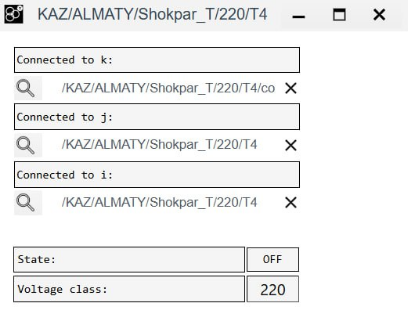 KAZ/ALMATY/Shokpar_T/220/T4
Connected to k:
/KAZ/ALMATY/Shokpar_T/220/T4/co
Connected to j:
/KAZ/ALMATY/Shokpar_T/220/T4
Connected to i:
/KAZ/ALMATY/Shokpar_T/220/T4
State: OFF
Voltage class: 220